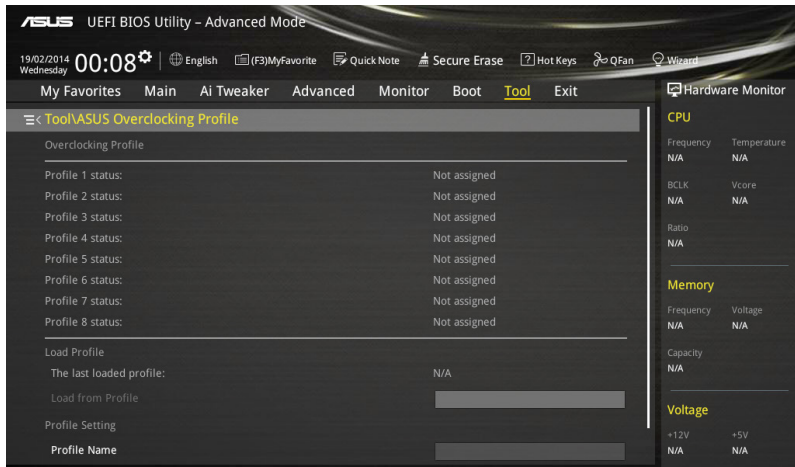 ASUS UEFI BIOS Utility – Advanced Mode
19/02/2014
Wednesday
00:08
English
(F3)MyFavorite
Quick Note
Secure Erase
? Hot Keys
QFan
Wizard
My Favorites Main Ai Tweaker Advanced Monitor Boot Tool Exit
Tool\ASUS Overclocking Profile
Overclocking Profile
Profile 1 status: Not assigned
Profile 2 status: Not assigned
Profile 3 status: Not assigned
Profile 4 status: Not assigned
Profile 5 status: Not assigned
Profile 6 status: Not assigned
Profile 7 status: Not assigned
Profile 8 status: Not assigned
Load Profile
The last loaded profile: N/A
Load from Profile
Profile Setting
Profile Name
Hardware Monitor
CPU
Frequency Temperature
N/A N/A
BCLK Vcore
N/A N/A
Ratio
N/A
Memory
Frequency Voltage
N/A N/A
Capacity
N/A
Voltage
+12V +5V
N/A N/A